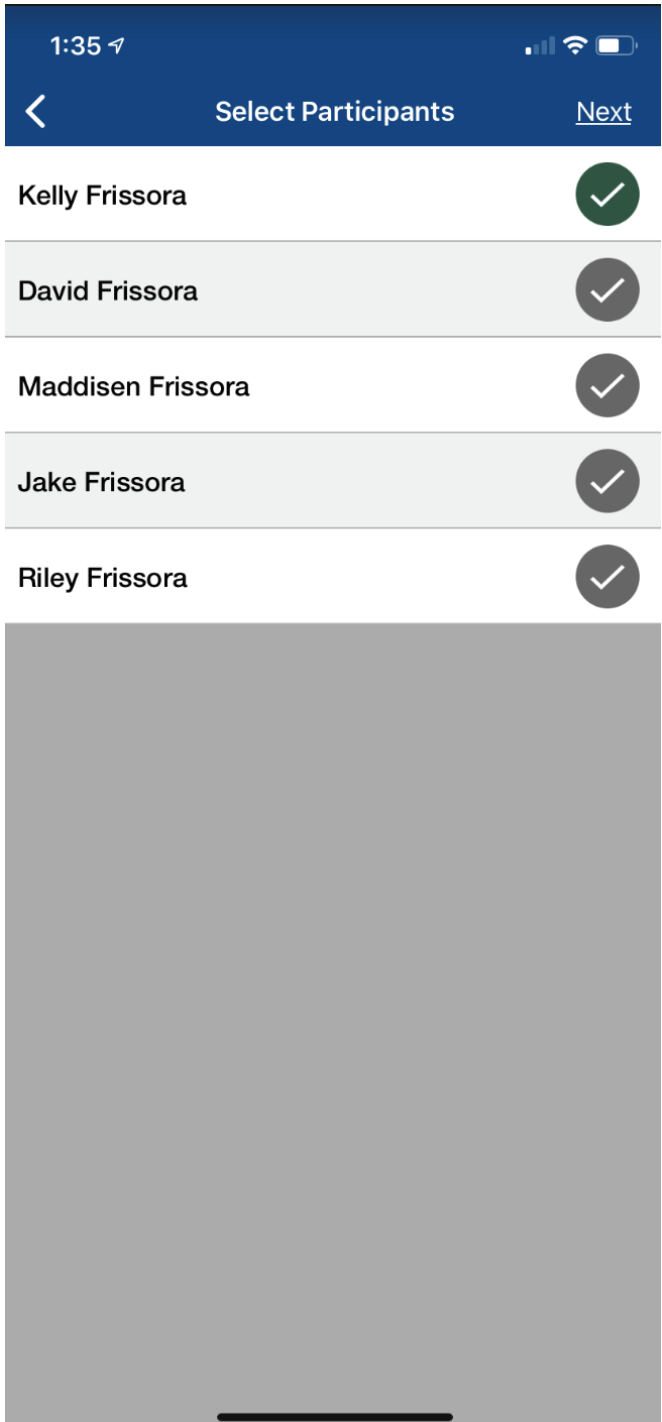 1:35
Select Participants Next
Kelly Frissora
David Frissora
Maddisen Frissora
Jake Frissora
Riley Frissora